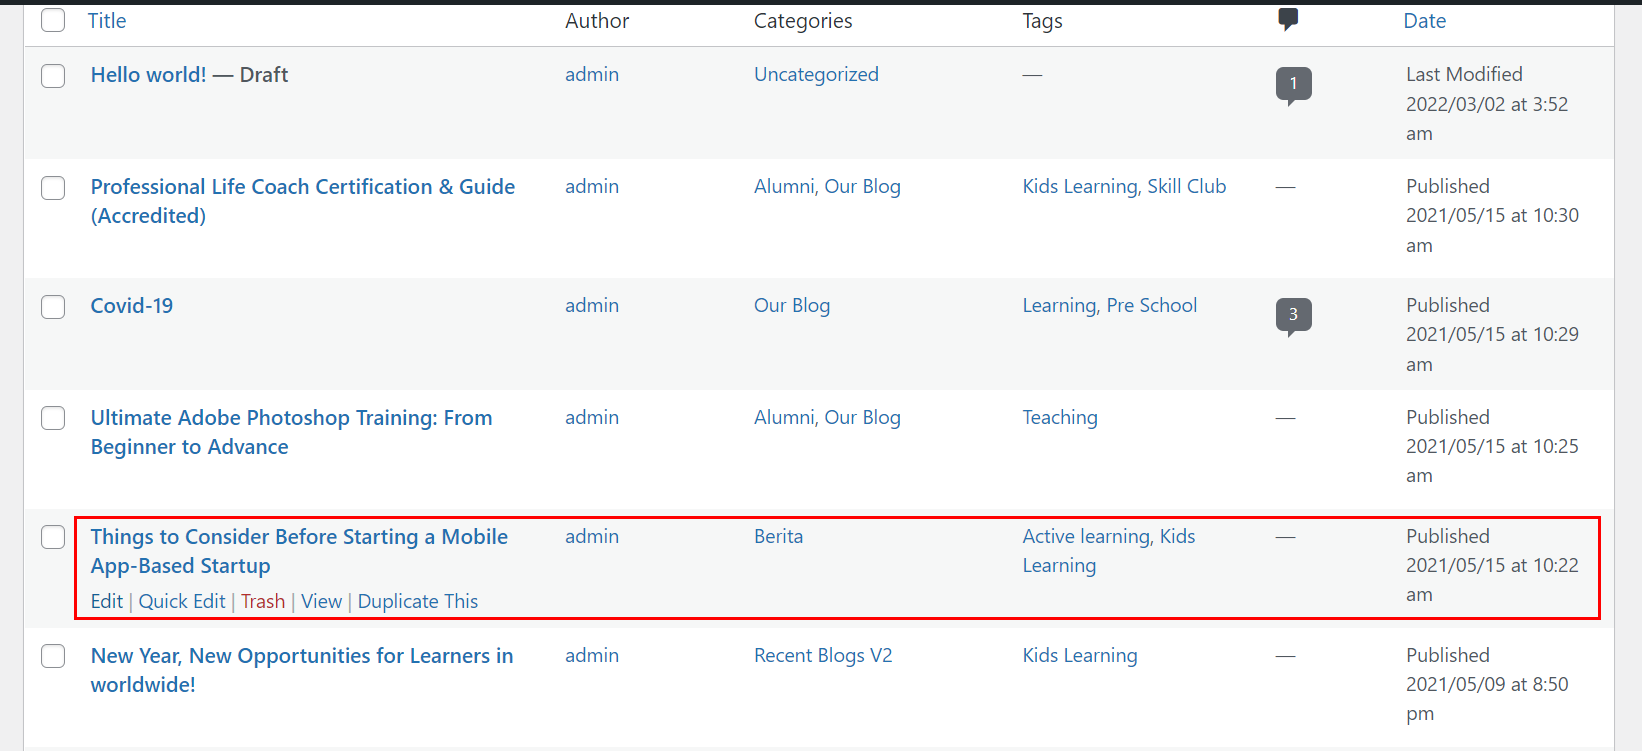 Title Author Categories Tags Date
Hello world! — Draft admin Uncategorized — 1 Last Modified
2022/03/02 at 3:52
am
Professional Life Coach Certification & Guide admin Alumni, Our Blog Kids Learning, Skill Club — Published
(Accredited) 2021/05/15 at 10:30
am
Covid-19 admin Our Blog Learning, Pre School 3 Published
2021/05/15 at 10:29
am
Ultimate Adobe Photoshop Training: From admin Alumni, Our Blog Teaching — Published
Beginner to Advance 2021/05/15 at 10:25
am
Things to Consider Before Starting a Mobile admin Berita Active learning, Kids — Published
App-Based Startup Learning 2021/05/15 at 10:22
Edit | Quick Edit | Trash | View | Duplicate This am
New Year, New Opportunities for Learners in admin Recent Blogs V2 Kids Learning — Published
worldwide! 2021/05/09 at 8:50
pm